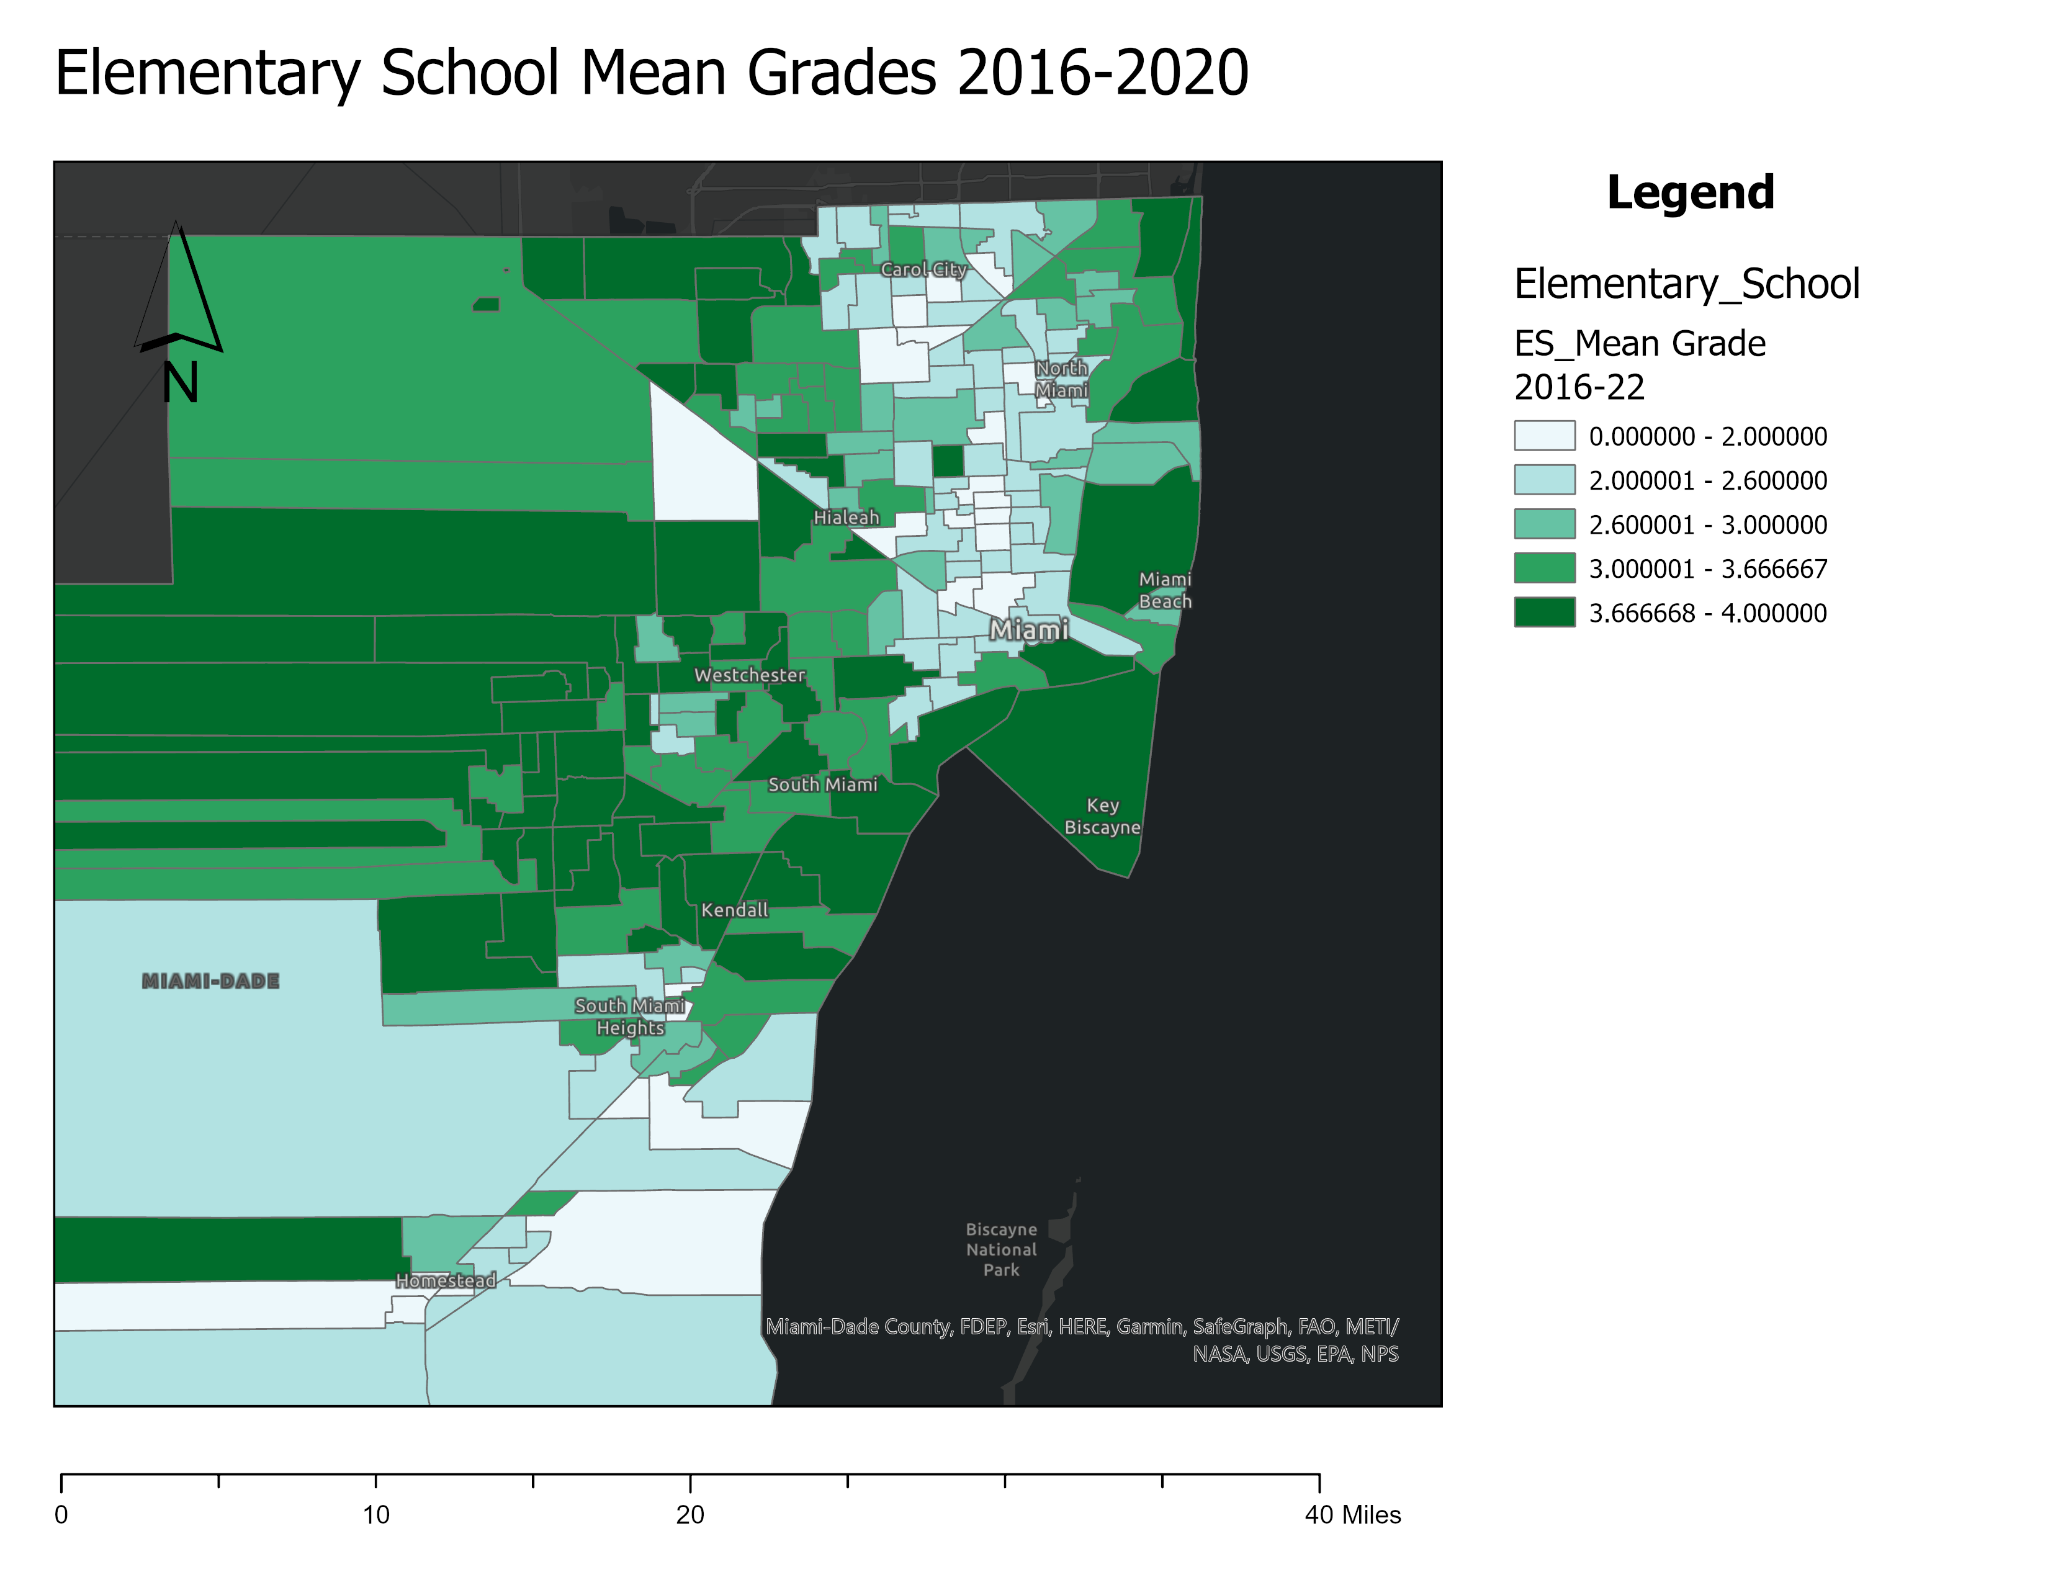 Elementary School Mean Grades 2016-2020
Legend
Elementary_School
ES_Mean Grade
2016-22
0.000000 - 2.000000
2.000001 - 2.600000
2.600001 - 3.000000
3.000001 - 3.666667
3.666668 - 4.000000
N
Carol City
North
Miami
Hialeah
Miami
Beach
Miami
Westchester
South Miami
Key
Biscayne
Kendall
MIAMI-DADE
South Miami
Heights
Biscayne
National
Park
Homestead
Miami-Dade County, FDEP, Esri, HERE, Garmin, SafeGraph, FAO, METI/
NASA, USGS, EPA, NPS
0 10 20 40 Miles